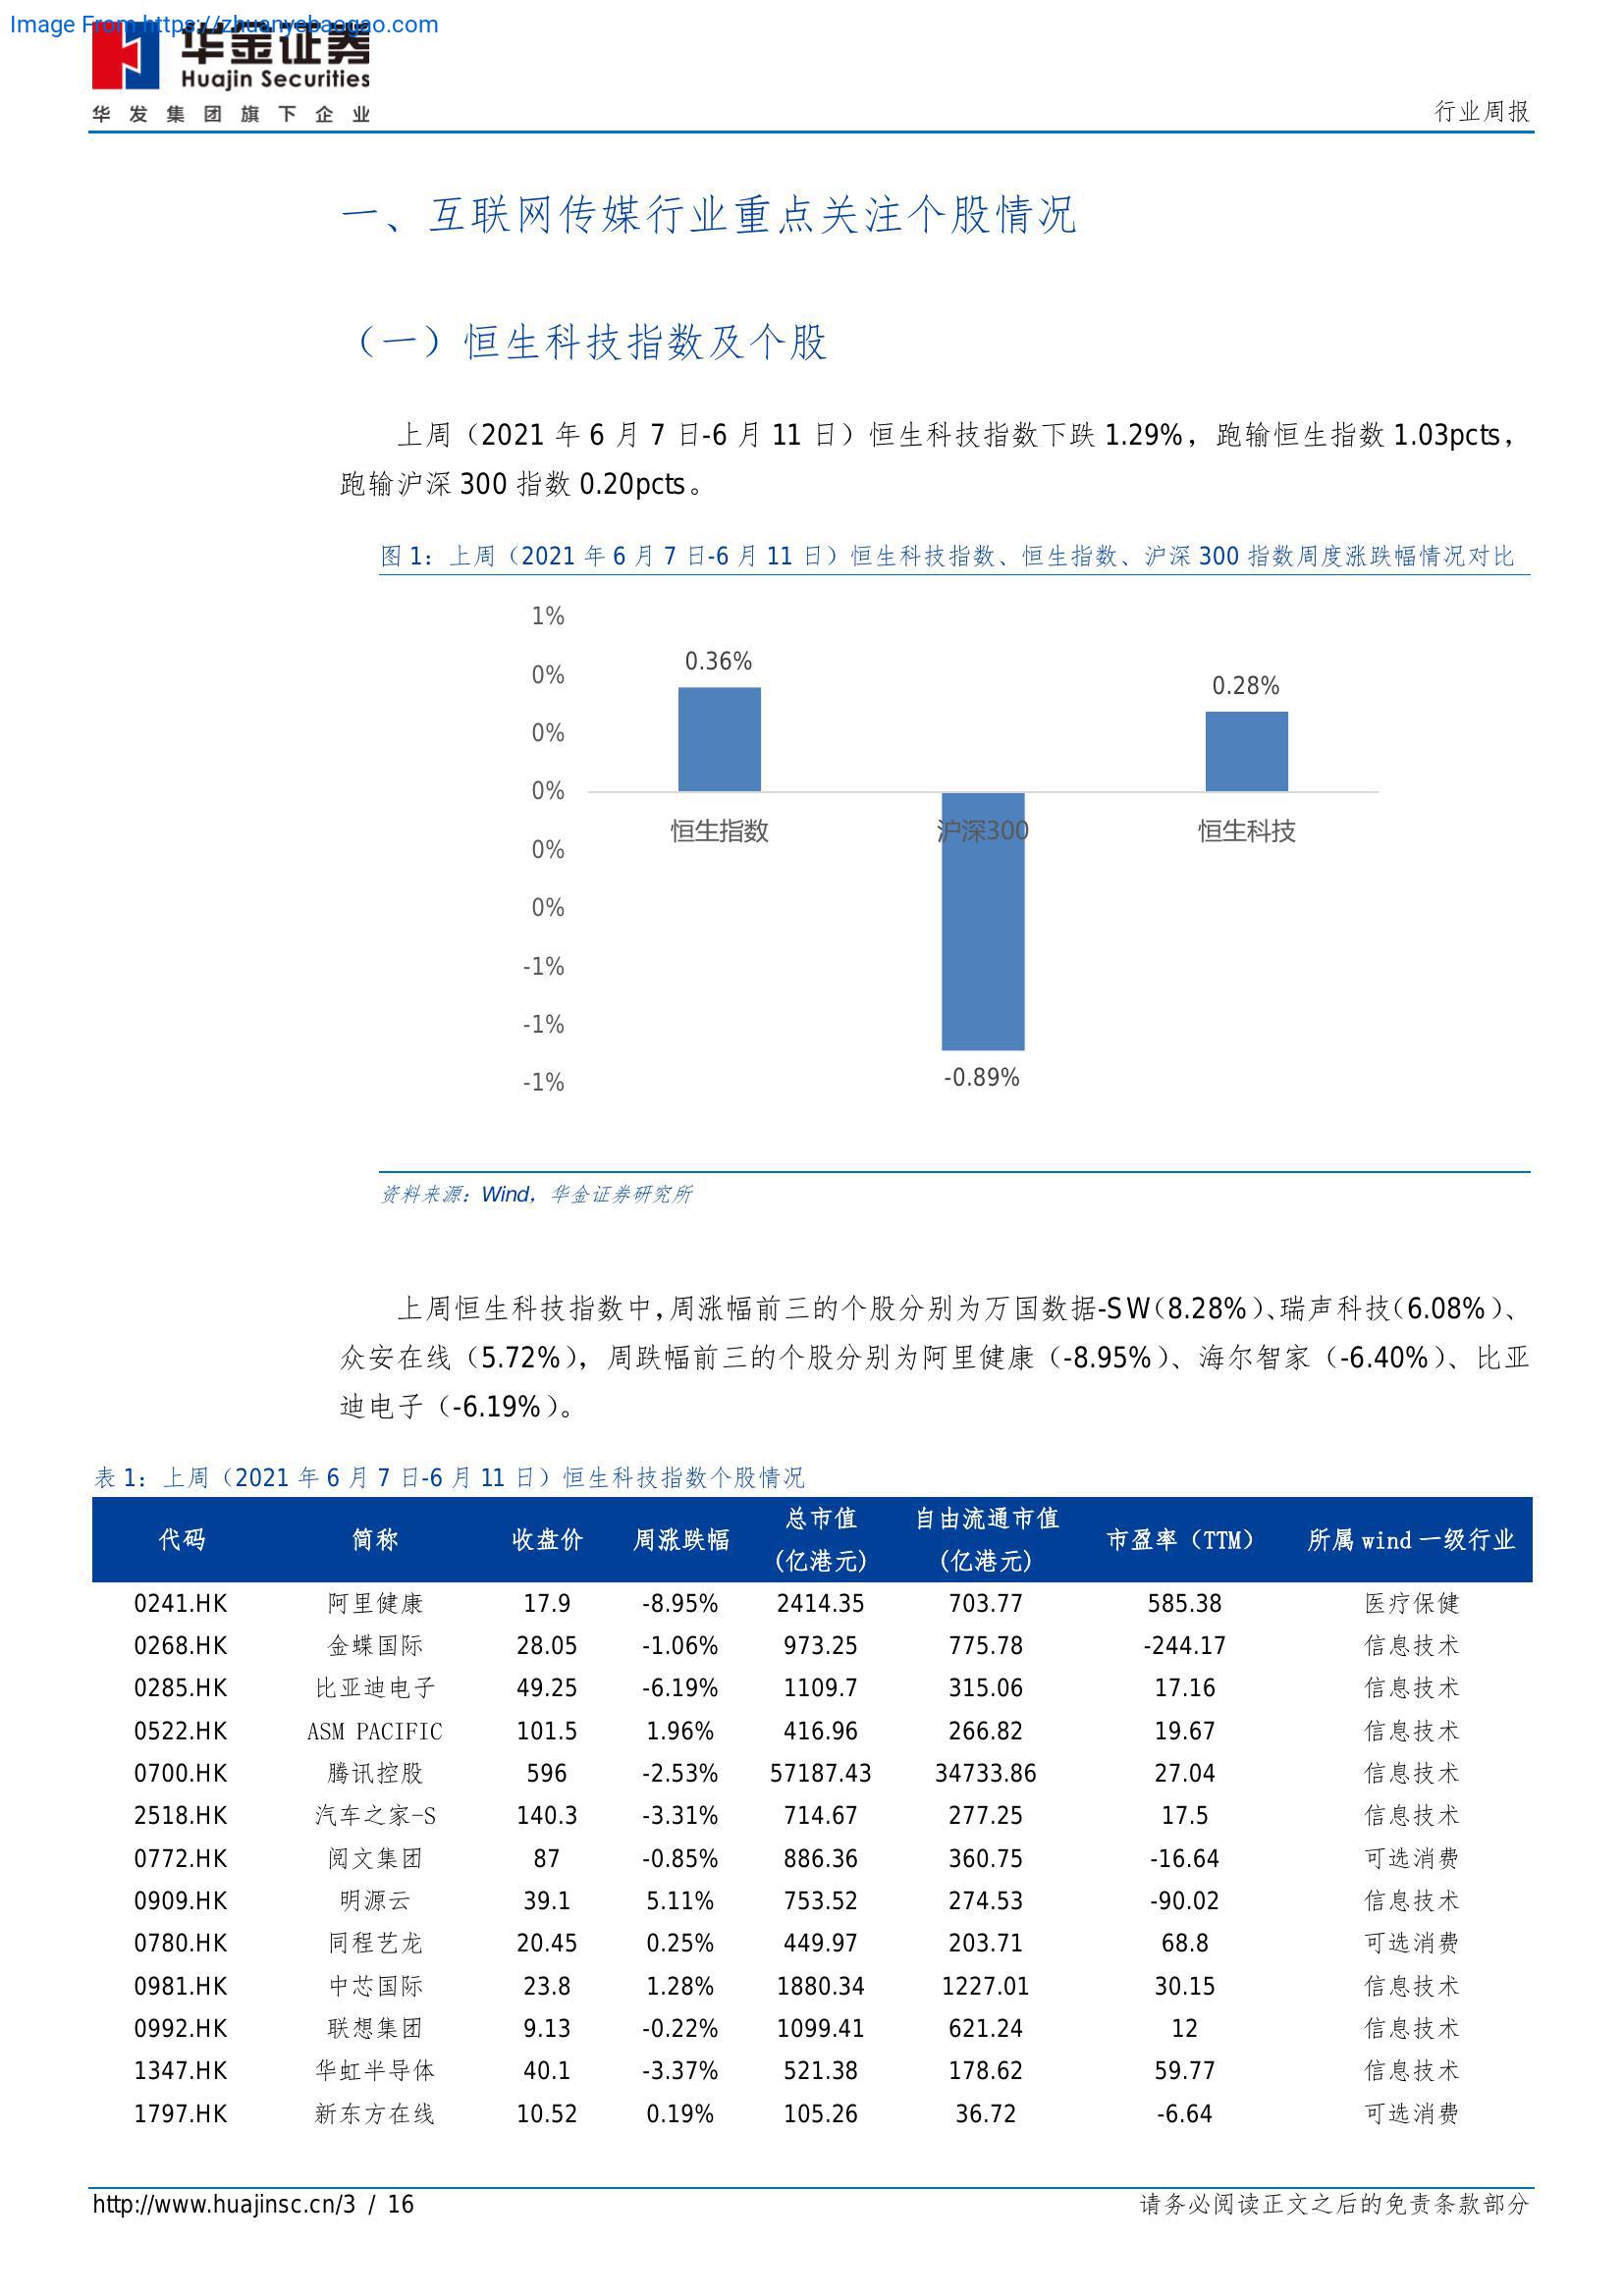 Image From https://zhuanyebaogao.com
华金证券
Huajin Securities
华发集团旗下企业
行业周报
一、互联网传媒行业重点关注个股情况
（一）恒生科技指数及个股
上周（2021 年 6 月 7 日-6 月 11 日）恒生科技指数下跌 1.29%，跑输恒生指数 1.03pcts，
跑输沪深 300 指数 0.20pcts。
图 1：上周（2021 年 6 月 7 日-6 月 11 日）恒生科技指数、恒生指数、沪深 300 指数周度涨跌幅情况对比
1%
0%
0%
0%
0%
0%
-1%
-1%
-1%
0.36%
0.28%
恒生指数
沪深300
恒生科技
-0.89%
资料来源：Wind，华金证券研究所
上周恒生科技指数中，周涨幅前三的个股分别为万国数据-SW（8.28%）、瑞声科技（6.08%）、
众安在线（5.72%），周跌幅前三的个股分别为阿里健康（-8.95%）、海尔智家（-6.40%）、比亚
迪电子（-6.19%）。
表 1：上周（2021 年 6 月 7 日-6 月 11 日）恒生科技指数个股情况
代码 简称 收盘价 周涨跌幅 总市值(亿港元) 自由流通市值(亿港元) 市盈率（TTM） 所属 wind 一级行业
0241.HK 阿里健康 17.9 -8.95% 2414.35 703.77 585.38 医疗保健
0268.HK 金蝶国际 28.05 -1.06% 973.25 775.78 -244.17 信息技术
0285.HK 比亚迪电子 49.25 -6.19% 1109.7 315.06 17.16 信息技术
0522.HK ASM PACIFIC 101.5 1.96% 416.96 266.82 19.67 信息技术
0700.HK 腾讯控股 596 -2.53% 57187.43 34733.86 27.04 信息技术
2518.HK 汽车之家-S 140.3 -3.31% 714.67 277.25 17.5 信息技术
0772.HK 阅文集团 87 -0.85% 886.36 360.75 -16.64 可选消费
0909.HK 明源云 39.1 5.11% 753.52 274.53 -90.02 信息技术
0780.HK 同程艺龙 20.45 0.25% 449.97 203.71 68.8 可选消费
0981.HK 中芯国际 23.8 1.28% 1880.34 1227.01 30.15 信息技术
0992.HK 联想集团 9.13 -0.22% 1099.41 621.24 12 信息技术
1347.HK 华虹半导体 40.1 -3.37% 521.38 178.62 59.77 信息技术
1797.HK 新东方在线 10.52 0.19% 105.26 36.72 -6.64 可选消费
http://www.huajinsc.cn/3 / 16
请务必阅读正文之后的免责条款部分